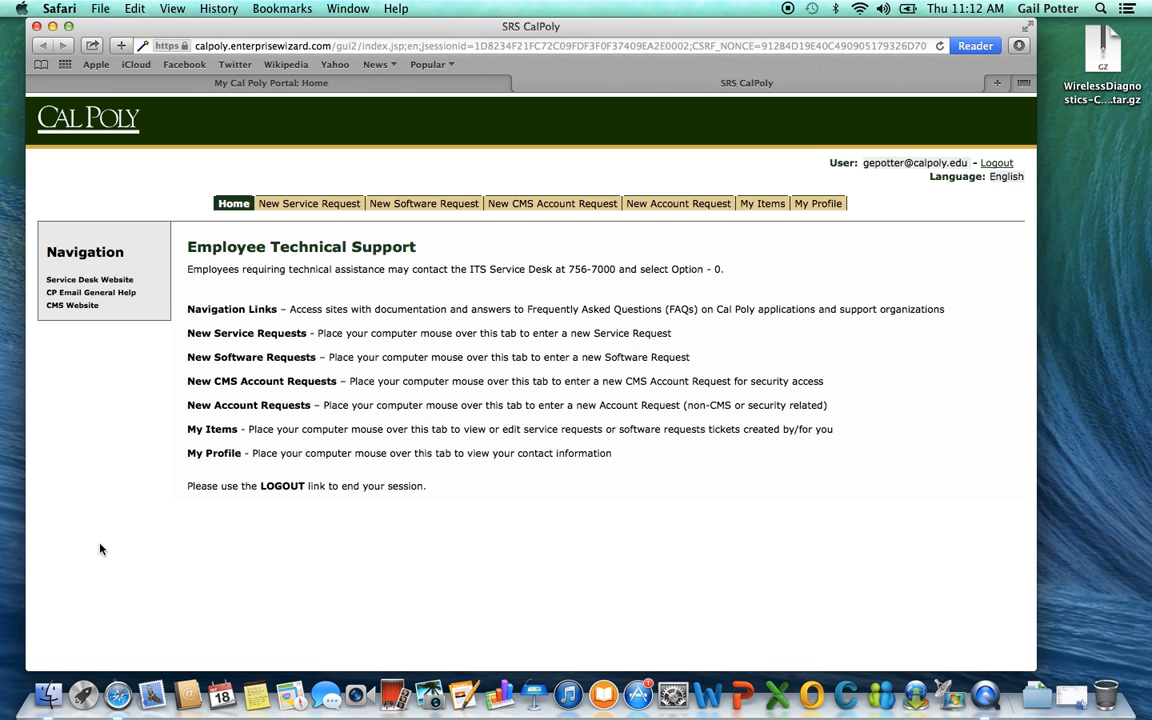 Safari File Edit View History Bookmarks Window Help Thu 11:12 AM Gail Potter
SRS CalPoly
https calpoly.enterprisewizard.com/gui2/index.jsp;en;jsessionid=1D8234F21FC72C09FDF3F0F37409EA2E0002;CSRF_NONCE=91284D19E40C490905179326D70 Reader
Apple iCloud Facebook Twitter Wikipedia Yahoo News Popular
My Cal Poly Portal: Home SRS CalPoly
GZ
WirelessDiagno
stics-C....tar.gz
CAL POLY
User: gepotter@calpoly.edu - Logout
Language: English
Home New Service Request New Software Request New CMS Account Request New Account Request My Items My Profile
Navigation
Service Desk Website
CP Email General Help
CMS Website
Employee Technical Support
Employees requiring technical assistance may contact the ITS Service Desk at 756-7000 and select Option - 0.
Navigation Links – Access sites with documentation and answers to Frequently Asked Questions (FAQs) on Cal Poly applications and support organizations
New Service Requests - Place your computer mouse over this tab to enter a new Service Request
New Software Requests – Place your computer mouse over this tab to enter a new Software Request
New CMS Account Requests – Place your computer mouse over this tab to enter a new CMS Account Request for security access
New Account Requests – Place your computer mouse over this tab to enter a new Account Request (non-CMS or security related)
My Items - Place your computer mouse over this tab to view or edit service requests or software requests tickets created by/for you
My Profile - Place your computer mouse over this tab to view your contact information
Please use the LOGOUT link to end your session.
18
1